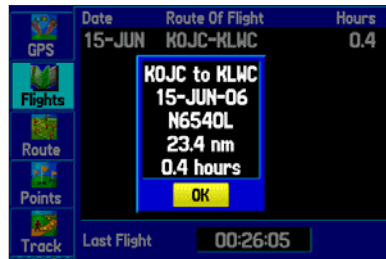 Date Route Of Flight Hours
15-JUN KOJC-KLWC 0.4
GPS
Flights
Route
Points
Track
KOJC to KLWC
15-JUN-06
N6540L
23.4 nm
0.4 hours
OK
Last Flight 00:26:05